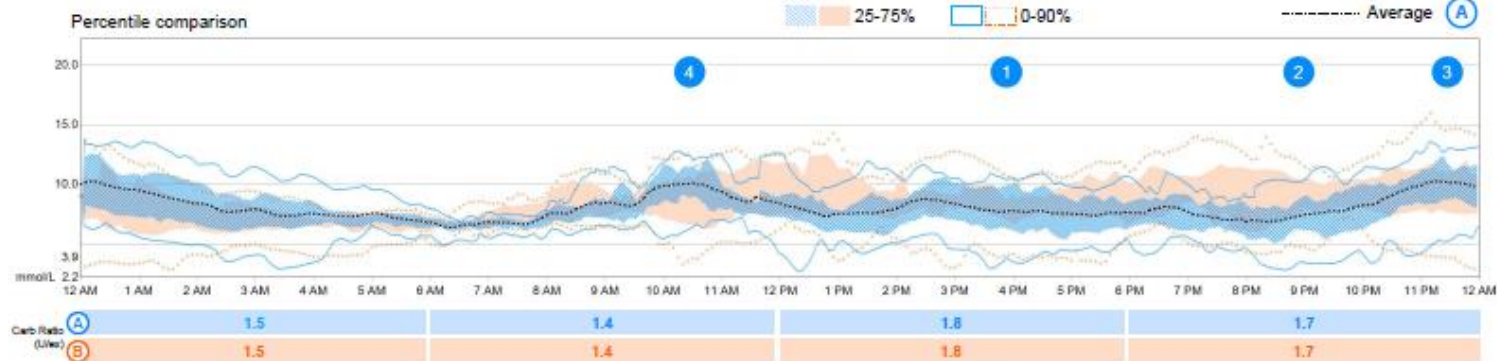 Percentile comparison 25-75% 0-90% Average A
20.0
4 1 2 3
15.0
10.0
3.9
mmol/L 2.2
12 AM 1 AM 2 AM 3 AM 4 AM 5 AM 6 AM 7 AM 8 AM 9 AM 10 AM 11 AM 12 PM 1 PM 2 PM 3 PM 4 PM 5 PM 6 PM 7 PM 8 PM 9 PM 10 PM 11 PM 12 AM
Carb Ratio A 1.5 1.4 1.8 1.7
(U/ex) B 1.5 1.4 1.8 1.7